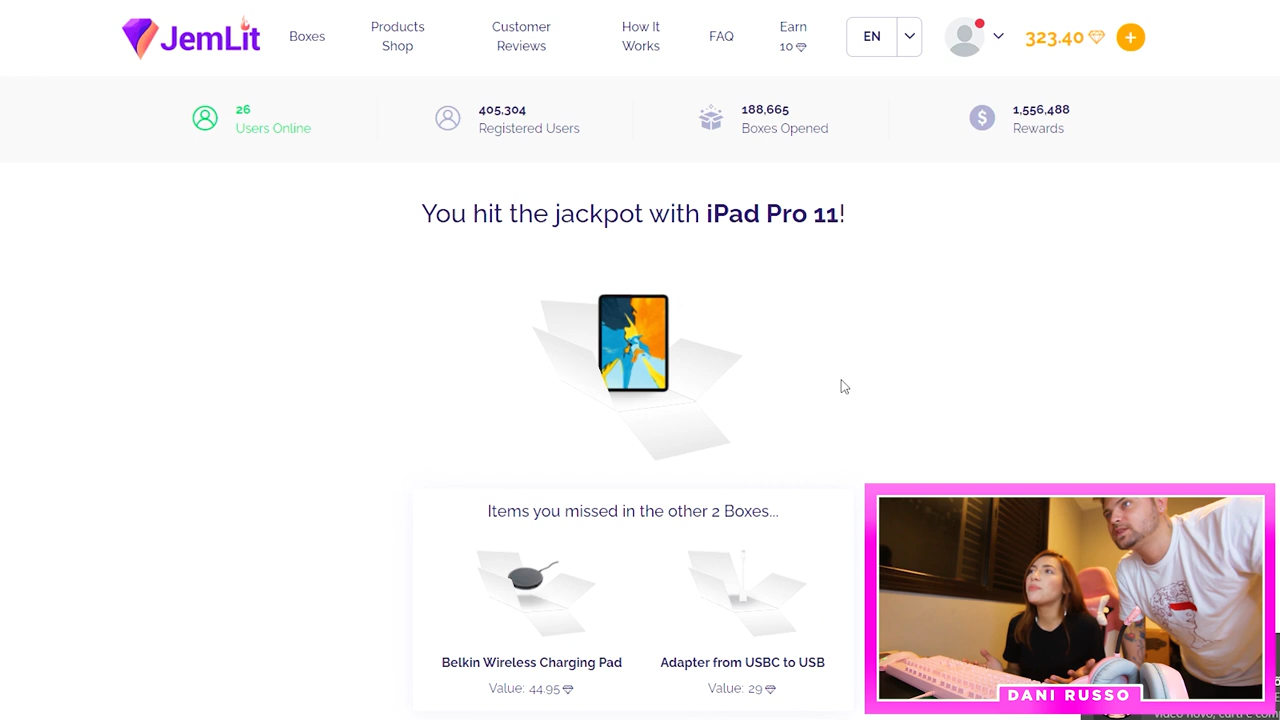 JemLit
Boxes
Products
Shop
Customer
Reviews
How It
Works
FAQ
Earn
10
EN
323.40
+
26
Users Online
405,304
Registered Users
188,665
Boxes Opened
1,556,488
Rewards
You hit the jackpot with iPad Pro 11!
Items you missed in the other 2 Boxes...
Belkin Wireless Charging Pad
Value: 44.95
Adapter from USBC to USB
Value: 29
DANI RUSSO